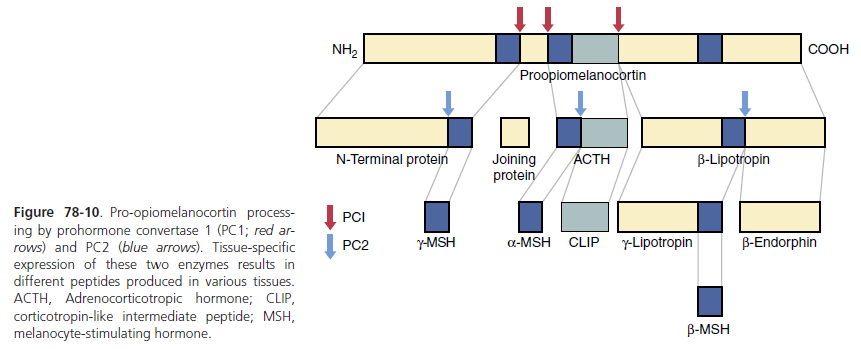 NH2
COOH
Proopiomelanocortin
N-Terminal protein
Joining
protein
ACTH
β-Lipotropin
PCI
PC2
γ-MSH
α-MSH
CLIP
γ-Lipotropin
β-Endorphin
β-MSH
Figure 78-10. Pro-opiomelanocortin process-
ing by prohormone convertase 1 (PC1; red ar-
rows) and PC2 (blue arrows). Tissue-specific
expression of these two enzymes results in
different peptides produced in various tissues.
ACTH, Adrenocorticotropic hormone; CLIP,
corticotropin-like intermediate peptide; MSH,
melanocyte-stimulating hormone.